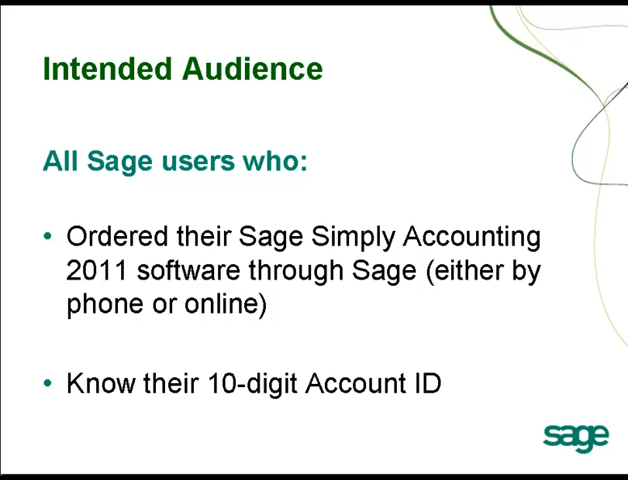 Intended Audience
All Sage users who:
• Ordered their Sage Simply Accounting
2011 software through Sage (either by
phone or online)
• Know their 10-digit Account ID
sage